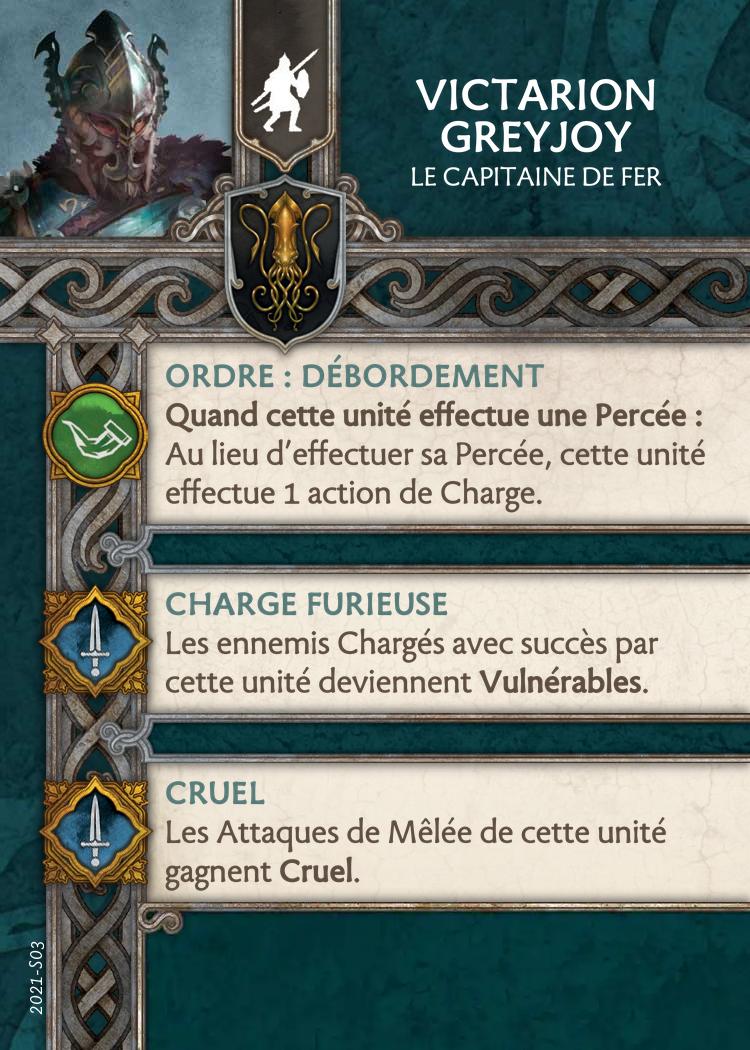 VICTARION
GREYJOY
LE CAPITAINE DE FER
ORDRE : DÉBORDEMENT
Quand cette unité effectue une Percée :
Au lieu d'effectuer sa Percée, cette unité
effectue 1 action de Charge.
CHARGE FURIEUSE
Les ennemis Chargés avec succès par
cette unité deviennent Vulnérables.
CRUEL
Les Attaques de Mêlée de cette unité
gagnent Cruel.
2021-S03